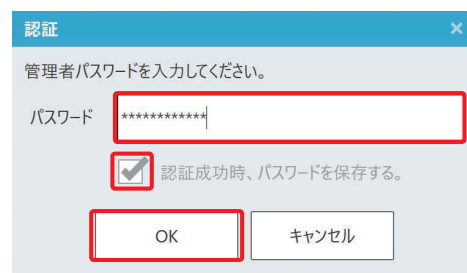 認証 ×
管理者パスワードを入力してください。
パスワード ************
認証成功時、パスワードを保存する。
OK キャンセル